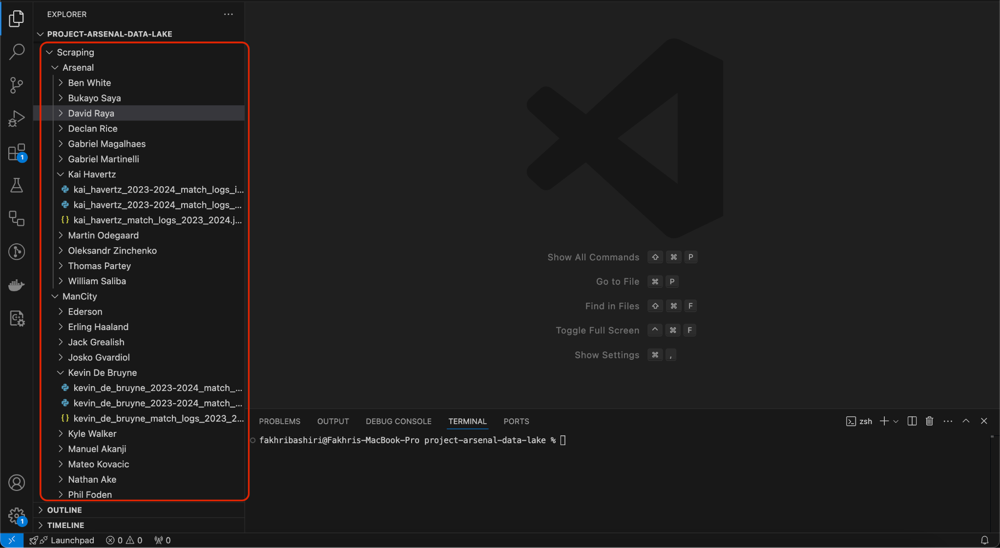 EXPLORER
PROJECT-ARSENAL-DATA-LAKE
Scraping
Arsenal
Ben White
Bukayo Saya
David Raya
Declan Rice
Gabriel Magalhaes
Gabriel Martinelli
Kai Havertz
kai_havertz_2023-2024_match_logs_i...
kai_havertz_2023-2024_match_logs_...
{} kai_havertz_match_logs_2023_2024.j...
Martin Odegaard
Oleksandr Zinchenko
Thomas Partey
William Saliba
ManCity
Ederson
Erling Haaland
Jack Grealish
Josko Gvardiol
Kevin De Bruyne
kevin_de_bruyne_2023-2024_match_...
kevin_de_bruyne_2023-2024_match_...
{} kevin_de_bruyne_match_logs_2023_2...
Kyle Walker
Manuel Akanji
Mateo Kovacic
Nathan Ake
Phil Foden
OUTLINE
TIMELINE
1
1
Show All Commands ⇧ ⌘ P
Go to File ⌘ P
Find in Files ⇧ ⌘ F
Toggle Full Screen ^ ⌘ F
Show Settings ⌘ ,
PROBLEMS OUTPUT DEBUG CONSOLE TERMINAL PORTS zsh
fakhribashiri@Fakhris-MacBook-Pro project-arsenal-data-lake %
Launchpad 0 0 0